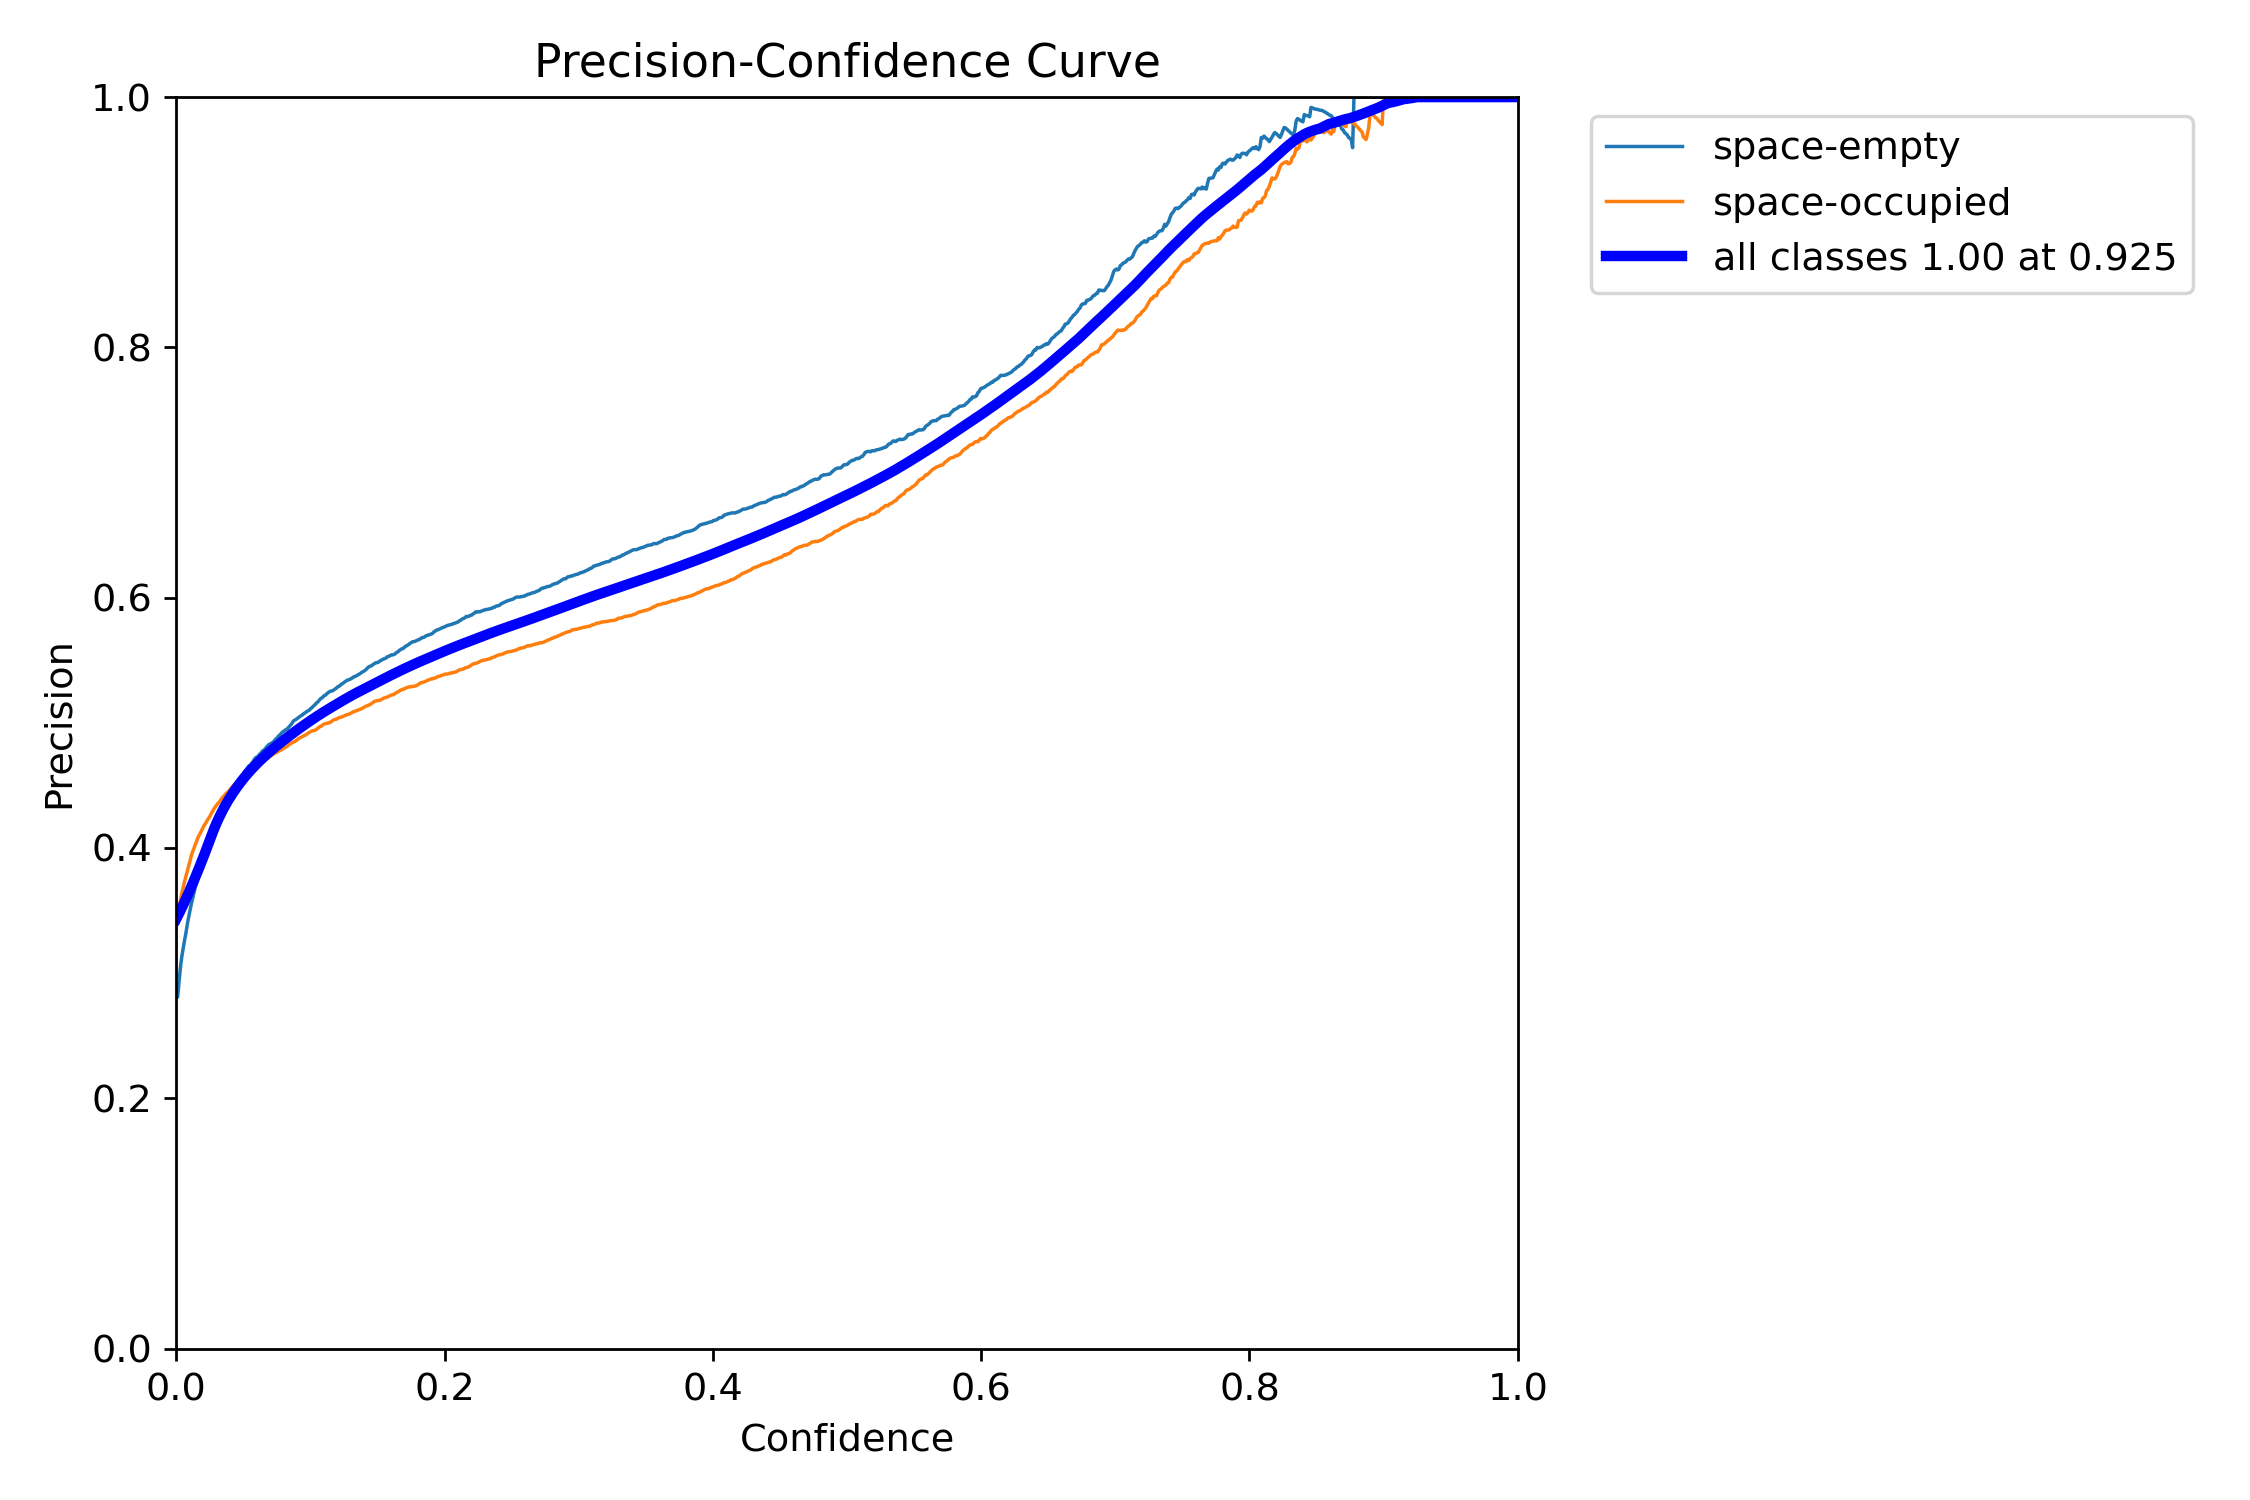 Precision-Confidence Curve
1.0
0.8
0.6
0.4
0.2
0.0
Precision
0.0 0.2 0.4 0.6 0.8 1.0
Confidence
space-empty
space-occupied
all classes 1.00 at 0.925